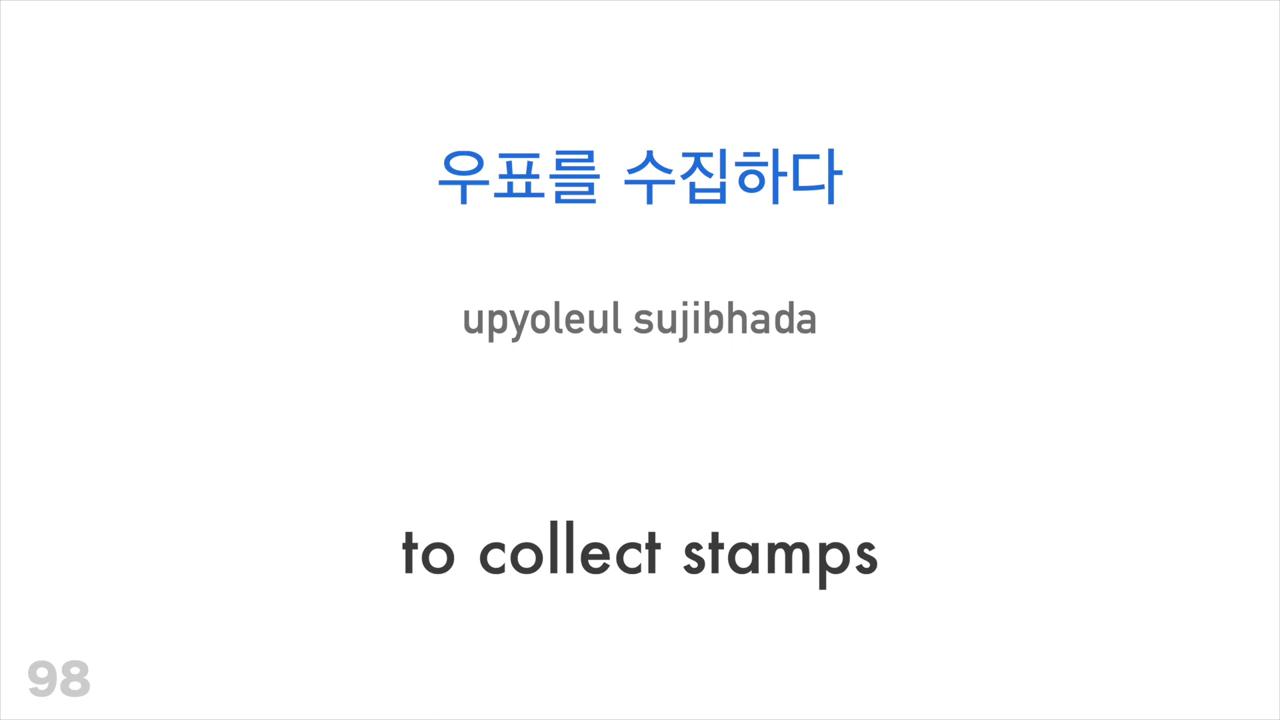 우표를 수집하다
upyoleul sujibhada
to collect stamps
98